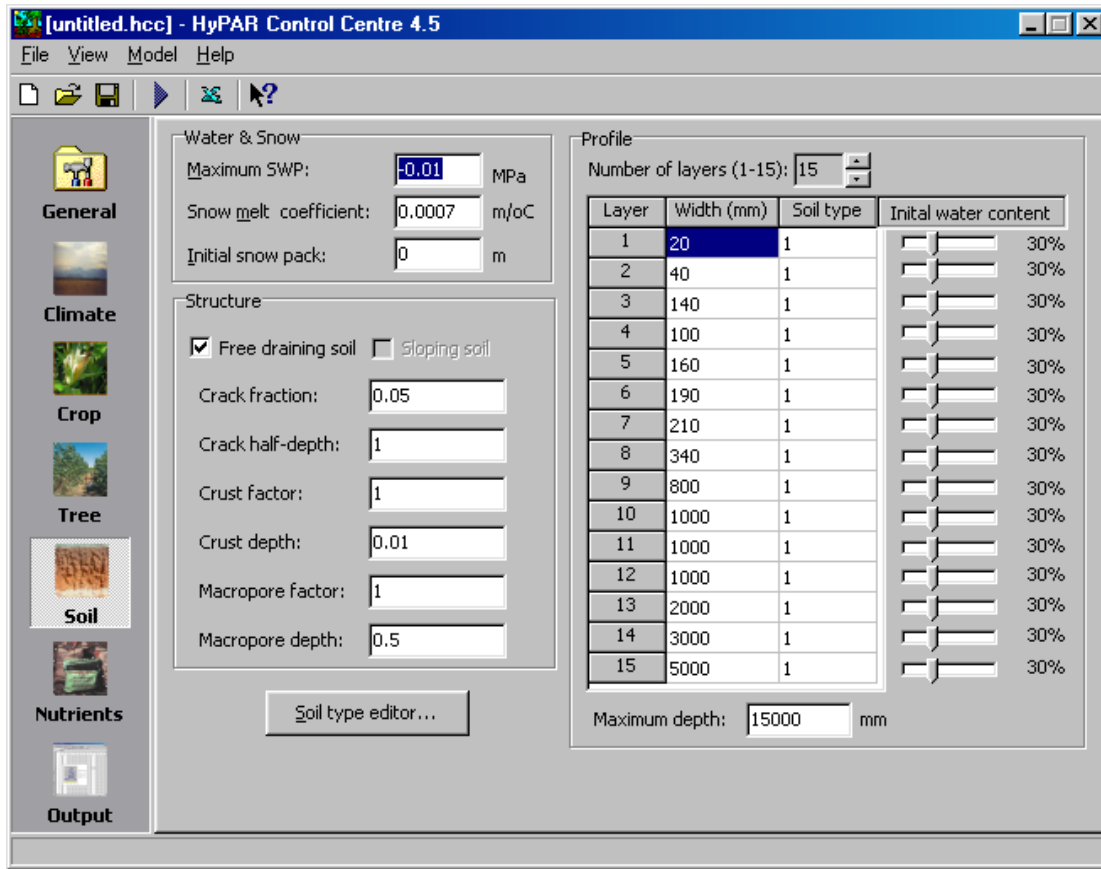 [untitled.hcc] - HyPAR Control Centre 4.5
File View Model Help
General
Climate
Crop
Tree
Soil
Nutrients
Output
Water & Snow
Maximum SWP: -0.01 MPa
Snow melt coefficient: 0.0007 m/oC
Initial snow pack: 0 m
Structure
Free draining soil Sloping soil
Crack fraction: 0.05
Crack half-depth: 1
Crust factor: 1
Crust depth: 0.01
Macropore factor: 1
Macropore depth: 0.5
Soil type editor...
Profile
Number of layers (1-15): 15
Layer Width (mm) Soil type Inital water content
1 20 1 30%
2 40 1 30%
3 140 1 30%
4 100 1 30%
5 160 1 30%
6 190 1 30%
7 210 1 30%
8 340 1 30%
9 800 1 30%
10 1000 1 30%
11 1000 1 30%
12 1000 1 30%
13 2000 1 30%
14 3000 1 30%
15 5000 1 30%
Maximum depth: 15000 mm